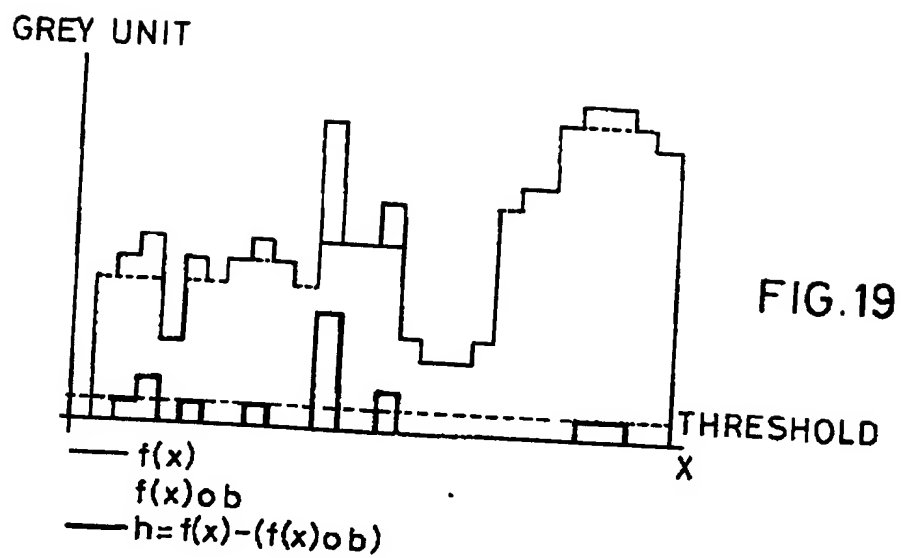 GREY UNIT
FIG.19
THRESHOLD
X
f(x)
f(x)ob
h=f(x)-(f(x)ob)